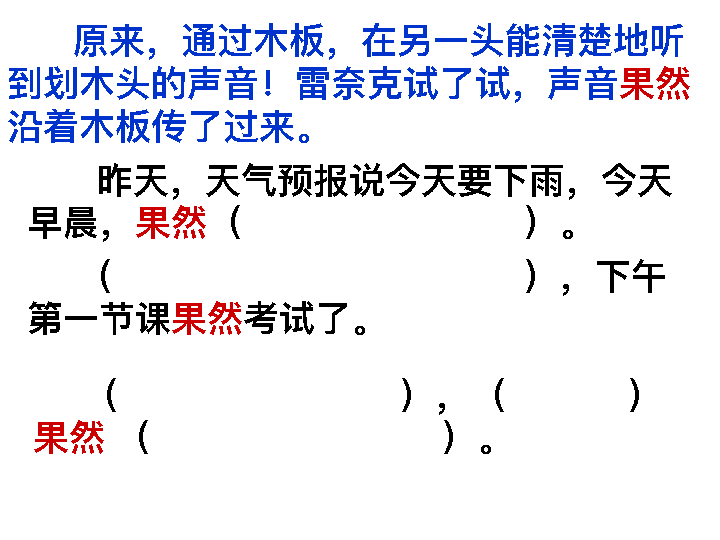 原来，通过木板，在另一头能清楚地听
到划木头的声音！雷奈克试了试，声音果然
沿着木板传了过来。
昨天，天气预报说今天要下雨，今天
早晨，果然（                ）。
（                        ），下午
第一节课果然考试了。
（                ），（        ）
果然 （                ）。